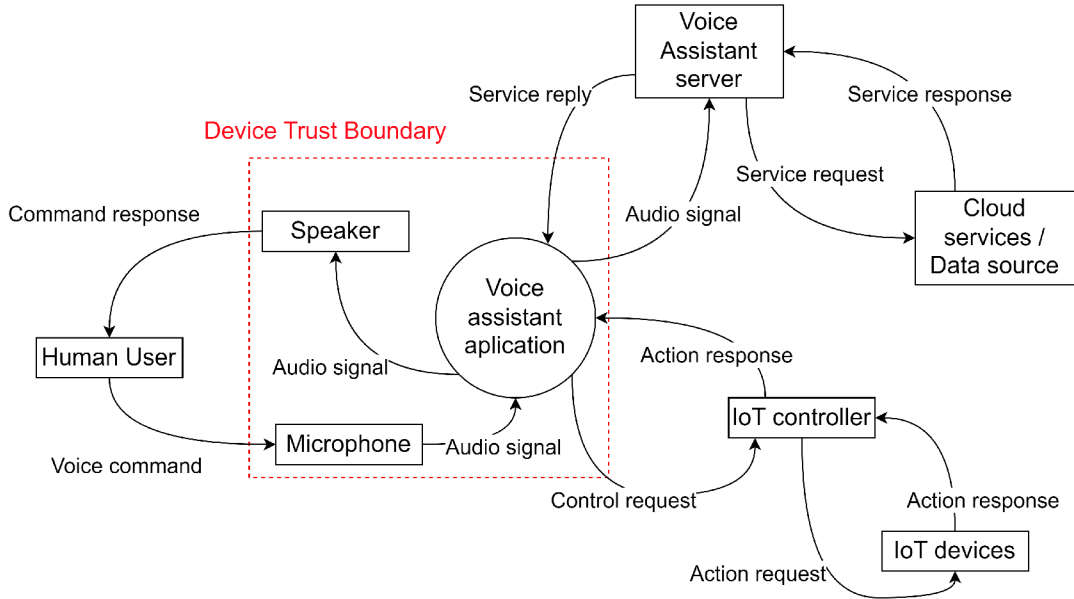 Voice
Assistant
server
Service reply
Service response
Device Trust Boundary
Service request
Command response
Speaker
Audio signal
Cloud
services /
Data source
Voice
assistant
aplication
Human User
Audio signal
Action response
Microphone
Audio signal
IoT controller
Voice command
Control request
Action response
IoT devices
Action request